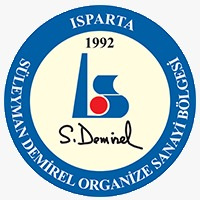 ISPARTA
1992
S. Demirel
SÜLEYMAN DEMİREL ORGANİZE SANAYİ BÖLGESİ